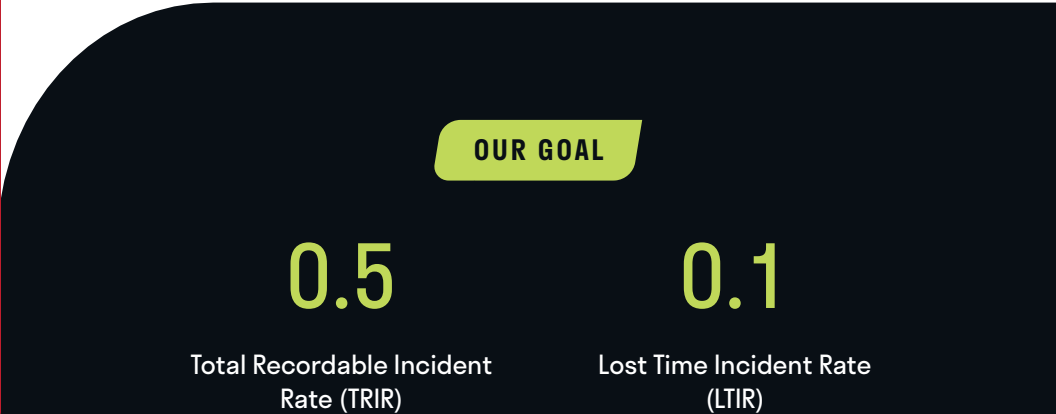 OUR GOAL
0.5
0.1
Total Recordable Incident
Rate (TRIR)
Lost Time Incident Rate
(LTIR)